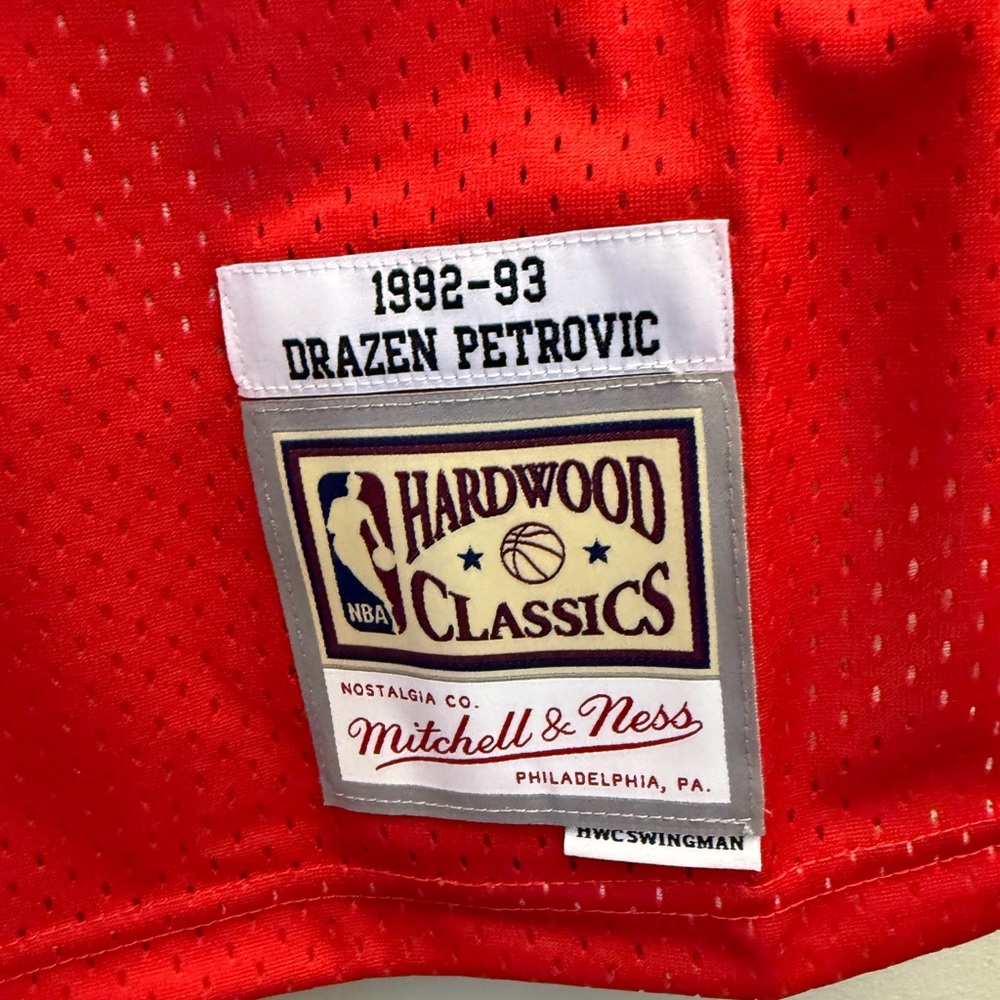 1992-93
DRAZEN PETROVIC
HARDWOOD
CLASSICS
NBA
NOSTALGIA CO.
Mitchell & Ness
PHILADELPHIA, PA.
HWC SWINGMAN